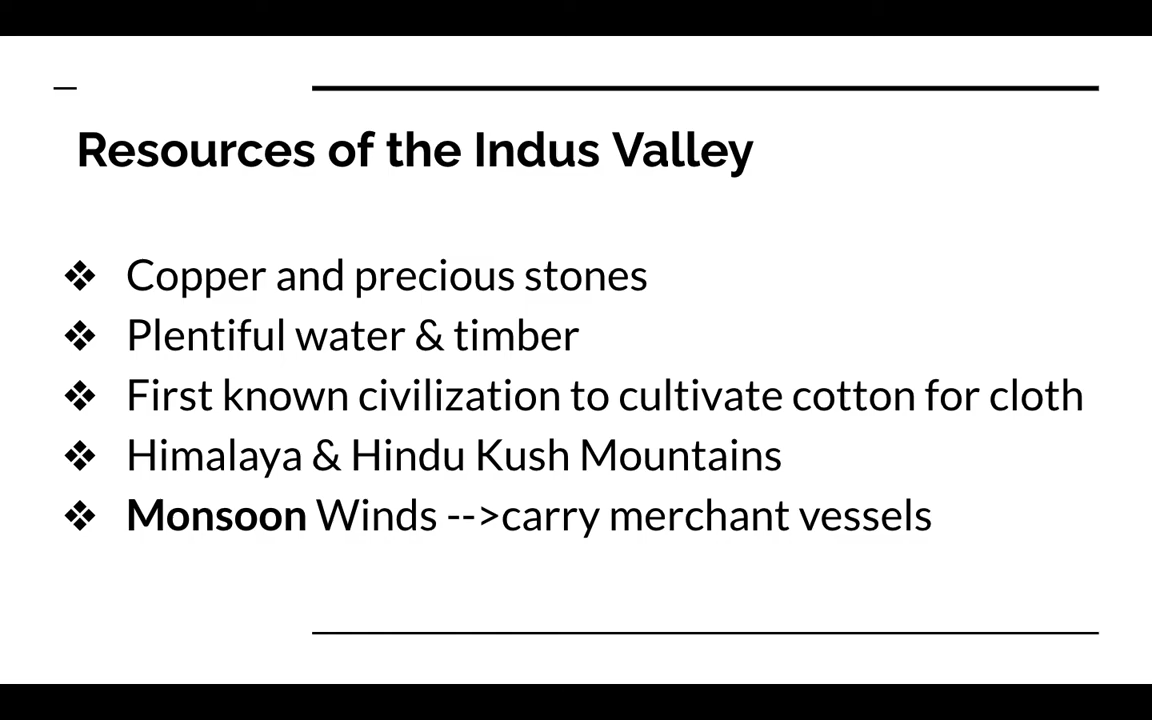 Resources of the Indus Valley
❖ Copper and precious stones
❖ Plentiful water & timber
❖ First known civilization to cultivate cotton for cloth
❖ Himalaya & Hindu Kush Mountains
❖ Monsoon Winds -->carry merchant vessels